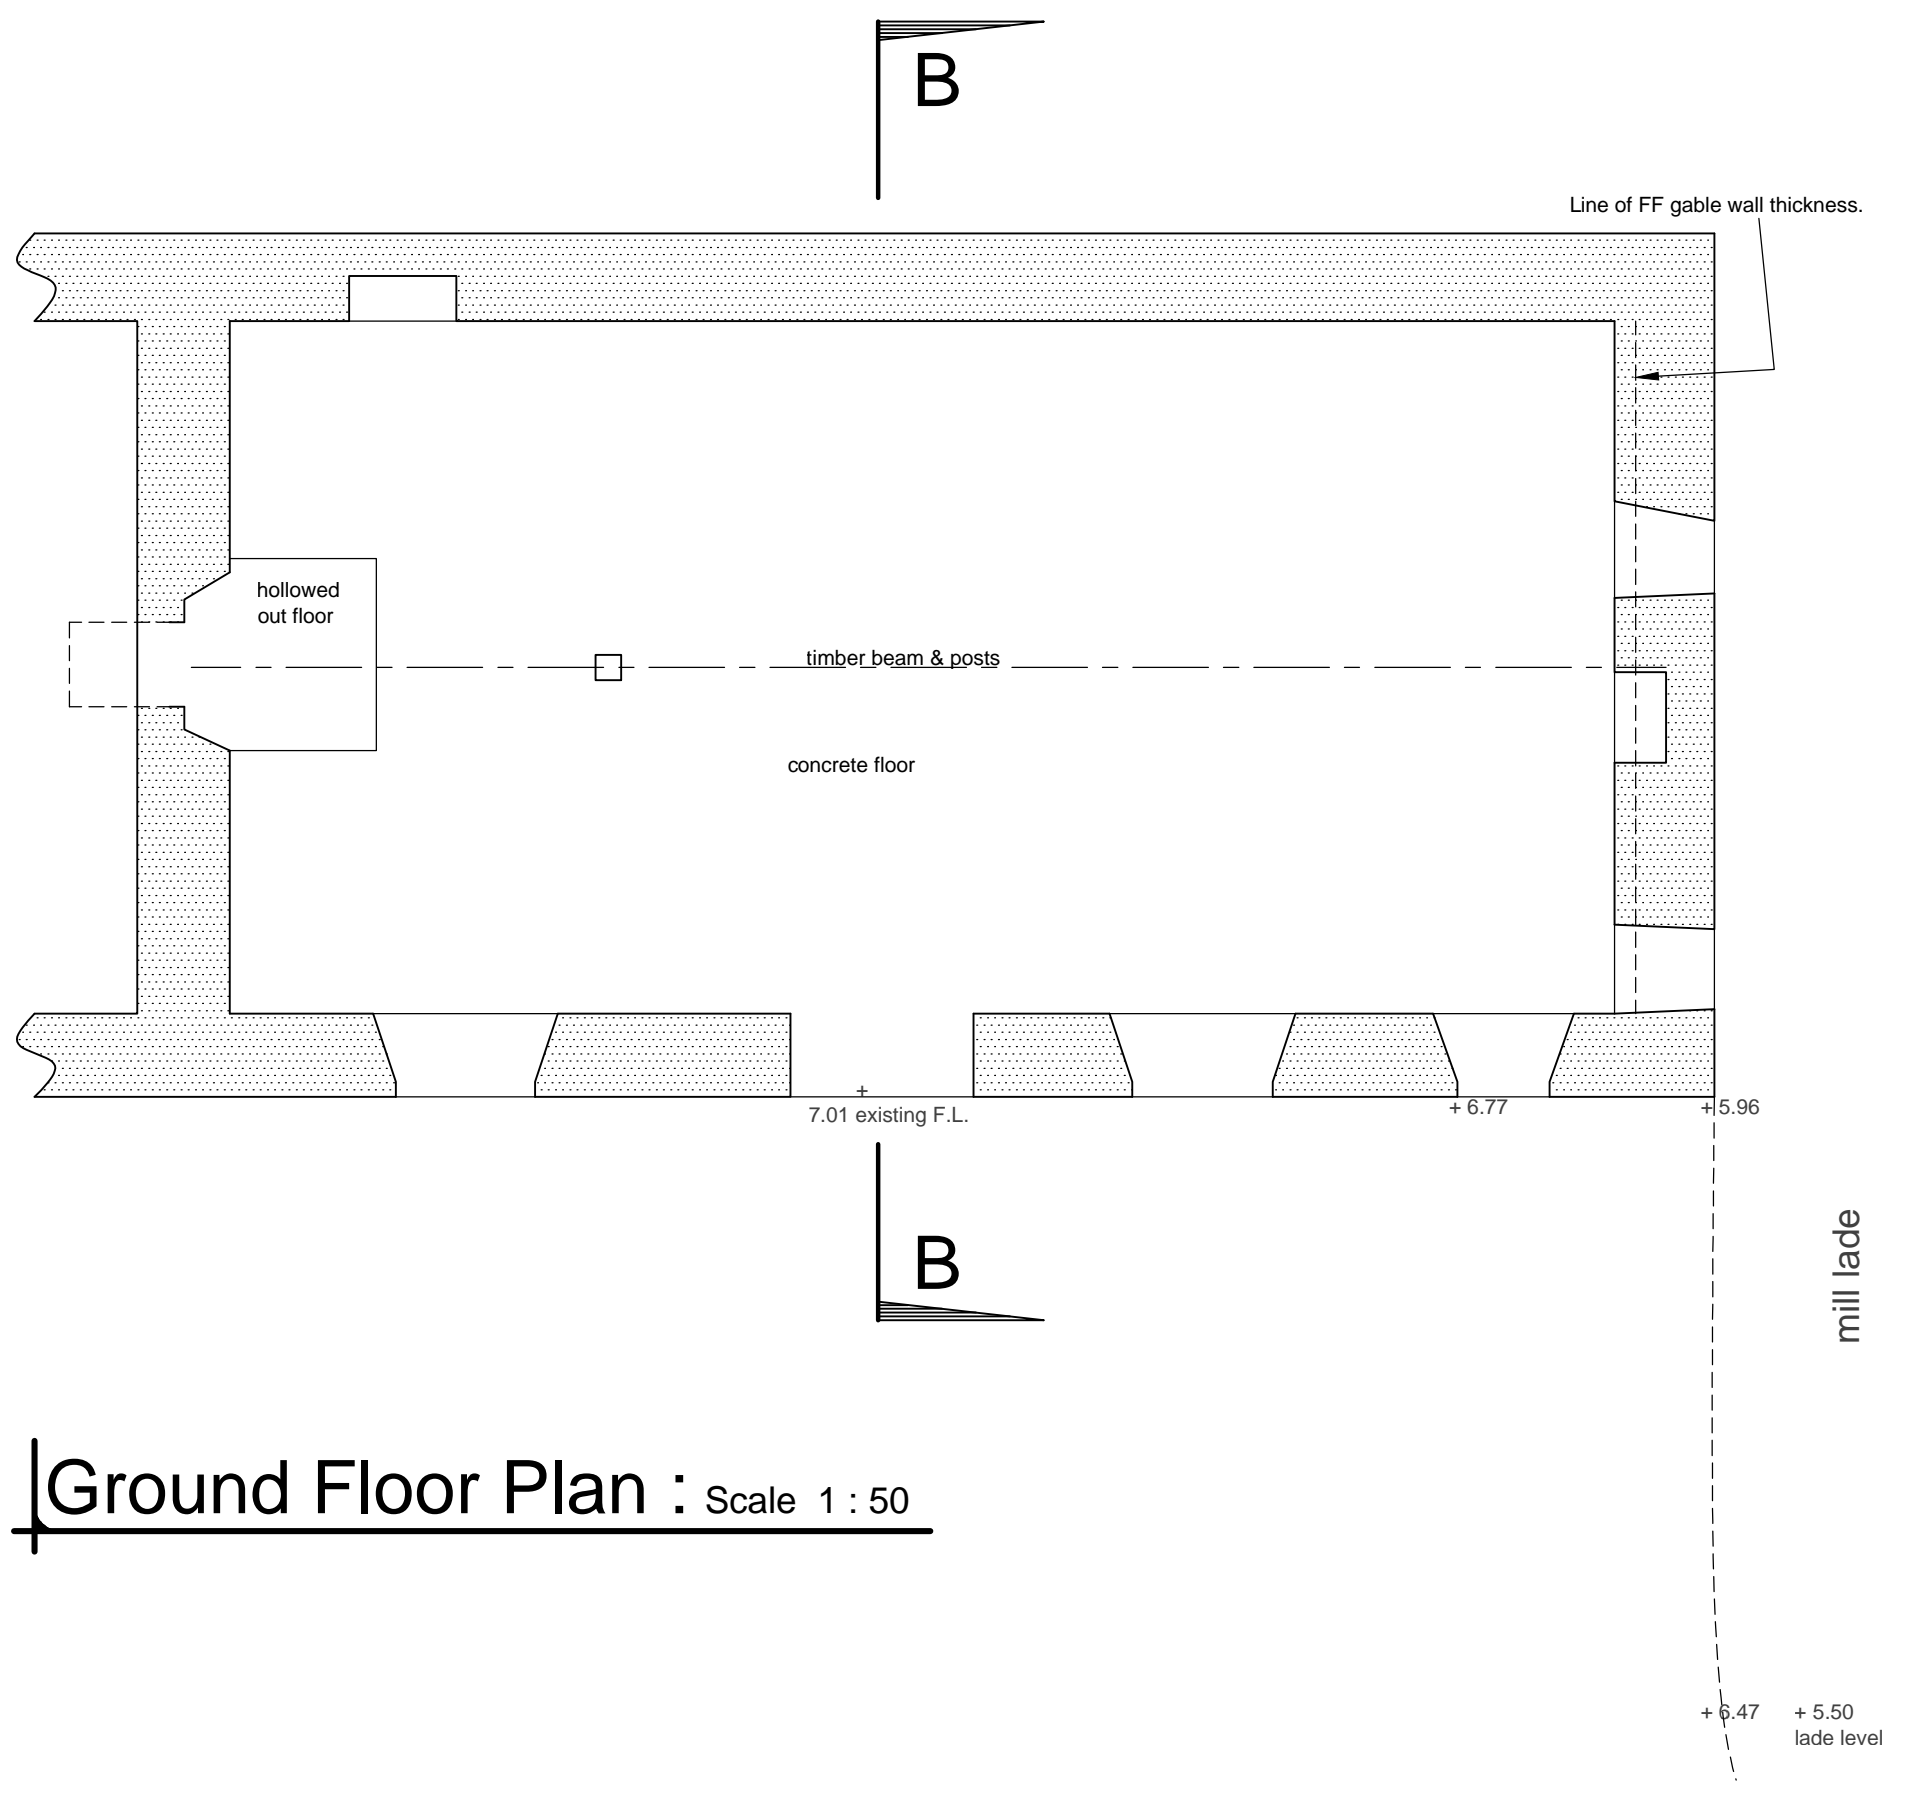 B
Line of FF gable wall thickness.
hollowed
out floor
timber beam & posts
concrete floor
+
7.01 existing F.L.
+ 6.77
+ 5.96
B
mill lade
Ground Floor Plan : Scale 1 : 50
+ 6.47
+ 5.50
lade level